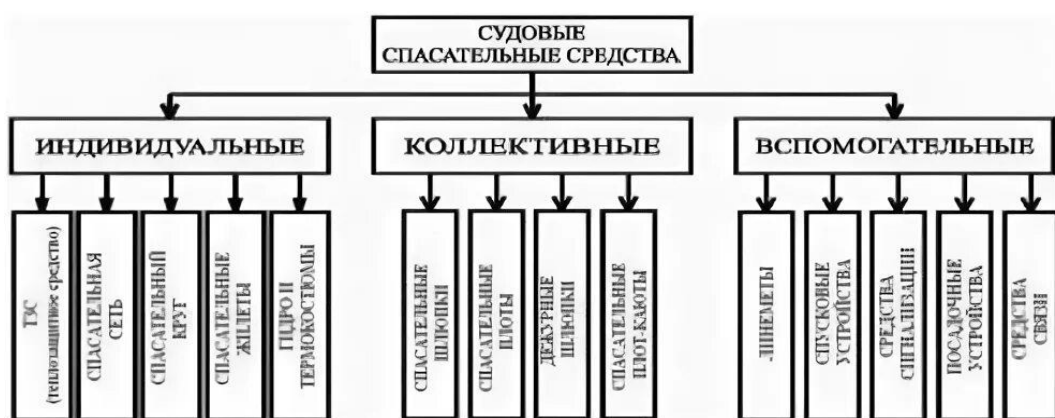 СУДОВЫЕ
СПАСАТЕЛЬНЫЕ СРЕДСТВА
ИНДИВИДУАЛЬНЫЕ
КОЛЛЕКТИВНЫЕ
ВСПОМОГАТЕЛЬНЫЕ
ТЗС
(теплозащитное средство)
СПАСАТЕЛЬНАЯ
СЕТЬ
СПАСАТЕЛЬНЫЙ
КРУГ
СПАСАТЕЛЬНЫЕ
ЖИЛЕТЫ
ГИДРО И
ТЕРМОКОСТЮМЫ
СПАСАТЕЛЬНЫЕ
ШЛЮПКИ
СПАСАТЕЛЬНЫЕ
ПЛОТЫ
ДЕЖУРНЫЕ
ШЛЮПКИ
СПАСАТЕЛЬНЫЕ
ПЛОТ-КАЮТЫ
ЛИНЕМЕТЫ
СПУСКОВЫЕ
УСТРОЙСТВА
СРЕДСТВА
СИГНАЛИЗАЦИИ
ПОСАДОЧНЫЕ
УСТРОЙСТВА
СРЕДСТВА
СВЯЗИ